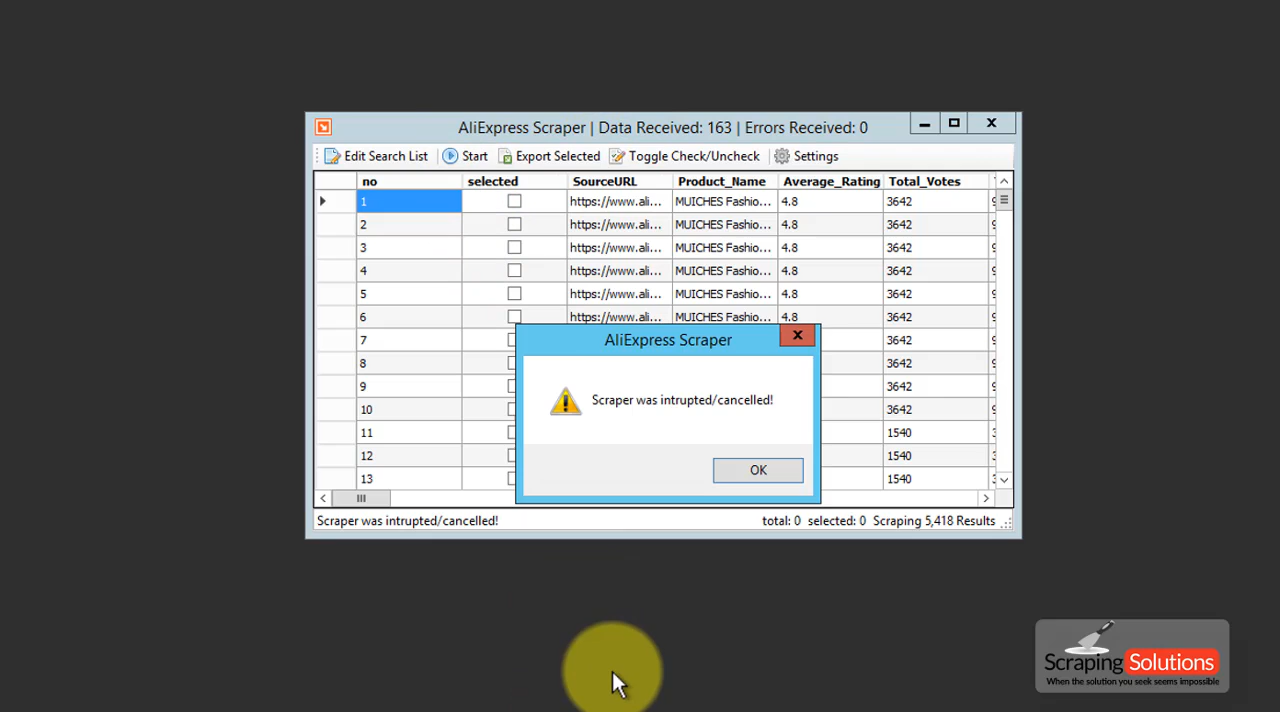 AliExpress Scraper | Data Received: 163 | Errors Received: 0
Edit Search List Start Export Selected Toggle Check/Uncheck Settings
no selected SourceURL Product_Name Average_Rating Total_Votes
1 https://www.ali... MUICHES Fashio... 4.8 3642
2 https://www.ali... MUICHES Fashio... 4.8 3642
3 https://www.ali... MUICHES Fashio... 4.8 3642
4 https://www.ali... MUICHES Fashio... 4.8 3642
5 https://www.ali... MUICHES Fashio... 4.8 3642
6 https://www.ali... MUICHES Fashio... 4.8 3642
7 3642
8 3642
9 3642
10 3642
11 1540
12 1540
13 1540
AliExpress Scraper
Scraper was intrupted/cancelled!
OK
Scraper was intrupted/cancelled! total: 0 selected: 0 Scraping 5,418 Results
Scraping Solutions
When the solution you seek seems impossible